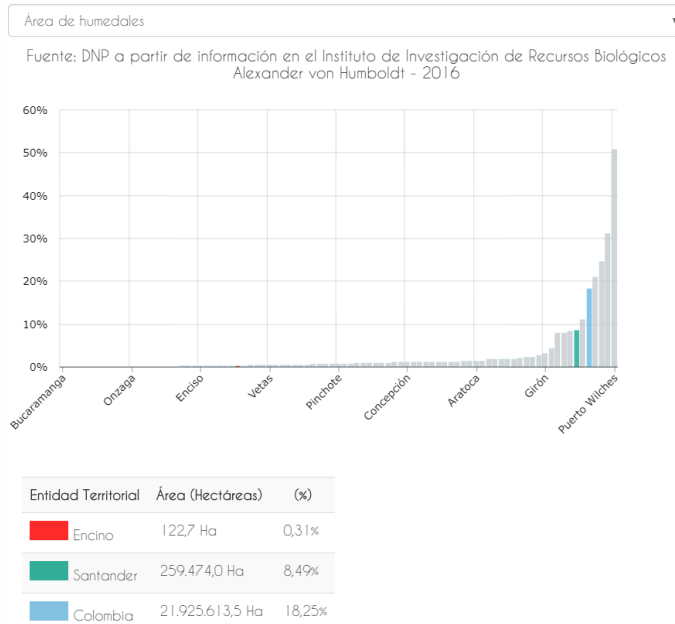 Área de humedales
Fuente: DNP a partir de información en el Instituto de Investigación de Recursos Biológicos
Alexander von Humboldt - 2016
60%
50%
40%
30%
20%
10%
0%
Bucaramanga
Onzaga
Enciso
Vetas
Pinchote
Concepción
Aratoca
Girón
Puerto Wilches
Entidad Territorial Área (Hectáreas) (%)
Encino 122,7 Ha 0,31%
Santander 259.474,0 Ha 8,49%
Colombia 21.925.613,5 Ha 18,25%